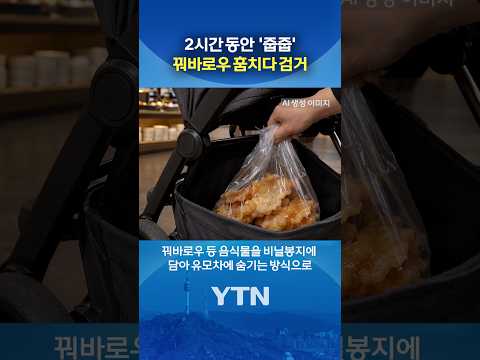 2시간 동안 '줍줍'
꿔바로우 훔치다 검거
AI 생성 이미지
꿔바로우 등 음식물을 비닐봉지에
담아 유모차에 숨기는 방식으로
YTN